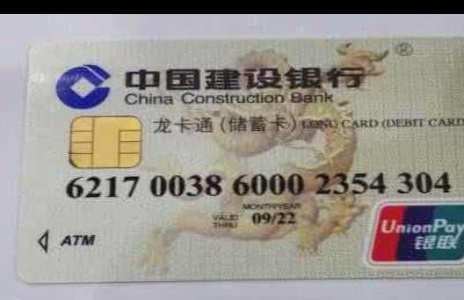 ®
中国建设银行
China Construction Bank
龙卡通(储蓄卡) LONG CARD (DEBIT CARD
6217 0038 6000 2354 304
MONTH/YEAR
VALID THRU 09/22
ATM
UnionPay
银联